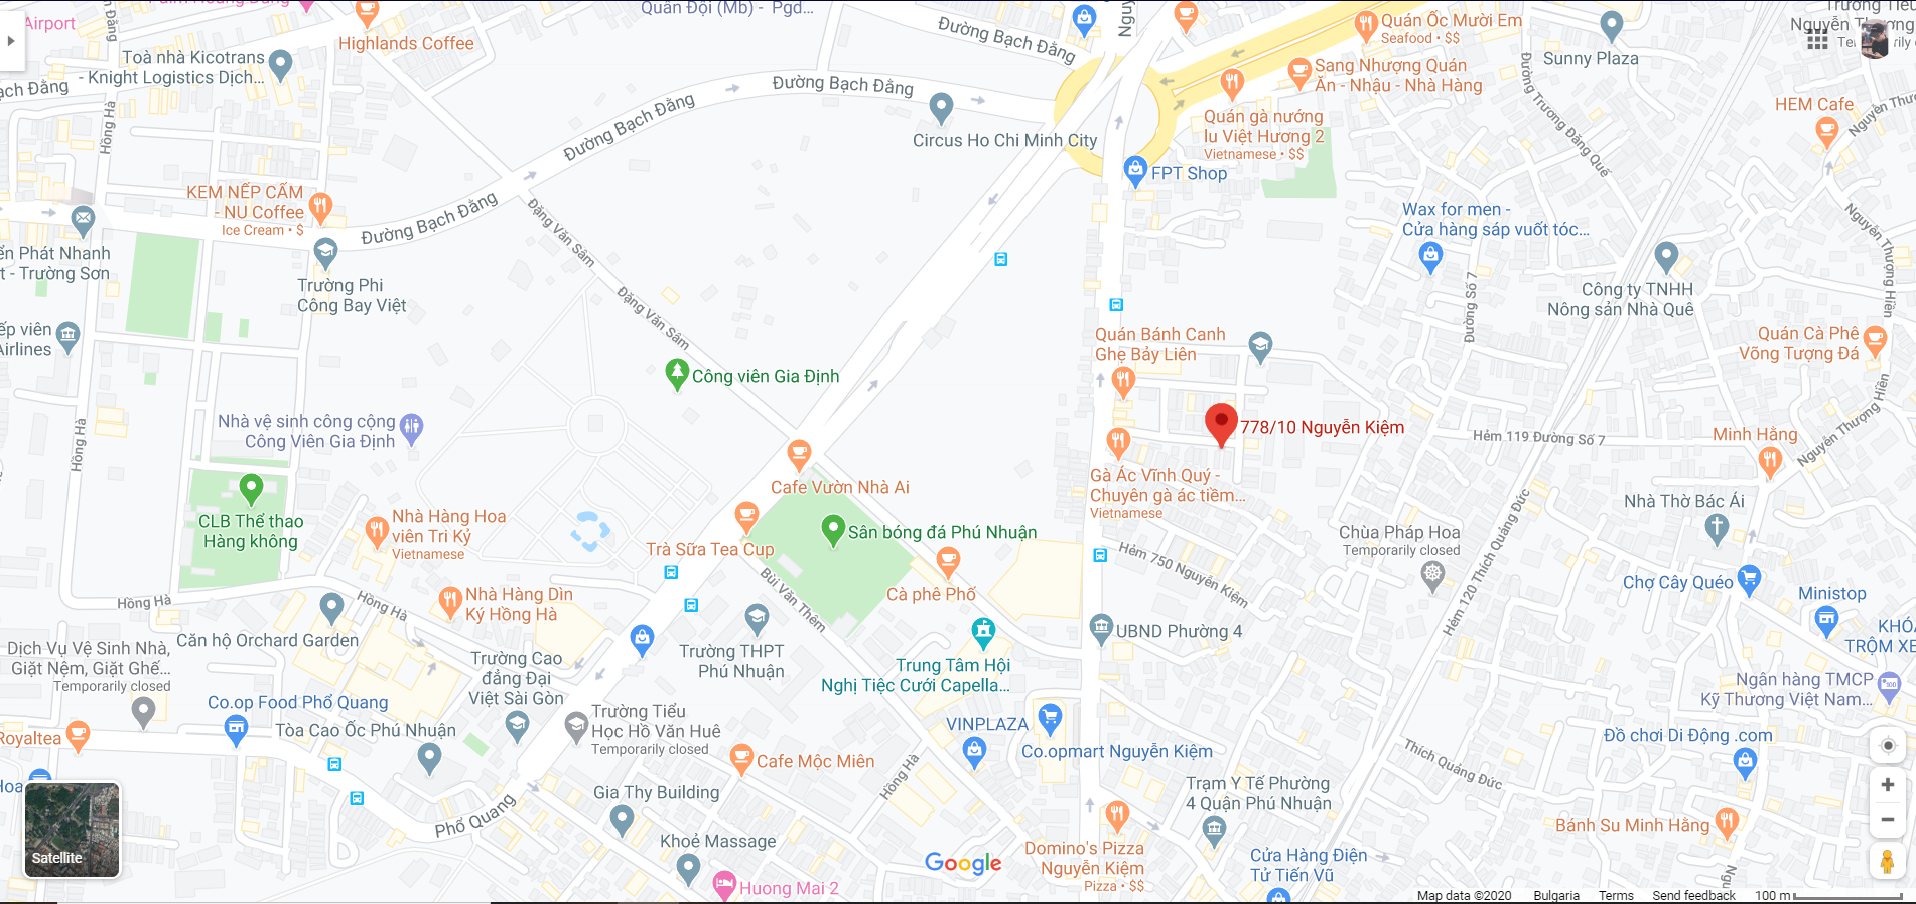 Airport
Highlands Coffee
Quân Đội (Mb) - Pgd...
Đường Bạch Đằng
Quán Ốc Mười Em
Seafood • $$
Sunny Plaza
Toà nhà Kicotrans
- Knight Logistics Dịch...
Đường Bạch Đằng
Đường Bạch Đằng
Circus Ho Chi Minh City
Sang Nhượng Quán
Ăn - Nhậu - Nhà Hàng
Quán gà nướng
lu Việt Hương 2
Vietnamese • $$
Đường Trương Đăng Quế
HEM Cafe
Hồng Hà
FPT Shop
KEM NẾP CẨM
- NU Coffee
Ice Cream • $
Đường Bạch Đằng
Đặng Văn Sâm
Wax for men -
Cửa hàng sáp vuốt tóc...
Nguyễn Thượng Hiền
ển Phát Nhanh
t - Trường Sơn
Trường Phi
Công Bay Việt
Đặng Văn Sâm
Đường Số 7
Công ty TNHH
Nông sản Nhà Quê
ếp viên
Airlines
Quán Bánh Canh
Ghẹ Bảy Liên
Quán Cà Phê
Võng Tượng Đá
Công viên Gia Định
Nhà vệ sinh công cộng
Công Viên Gia Định
778/10 Nguyễn Kiệm
Hẻm 119 Đường Số 7
Minh Hằng
Nguyễn Thượng Hiền
Hồng Hà
Cafe Vườn Nhà Ai
Gà Ác Vĩnh Quý -
Chuyên gà ác tiềm...
Vietnamese
Nhà Thờ Bác Ái
CLB Thể thao
Hàng không
Nhà Hàng Hoa
viên Tri Kỷ
Vietnamese
Sân bóng đá Phú Nhuận
Trà Sữa Tea Cup
Chùa Pháp Hoa
Temporarily closed
Hẻm 750 Nguyễn Kiệm
Hẻm 120 Thích Quảng Đức
Chợ Cây Quéo
Ministop
Hồng Hà
Hồng Hà
Nhà Hàng Dìn
Ký Hồng Hà
Bùi Văn Thêm
Cà phê Phố
Căn hộ Orchard Garden
UBND Phường 4
KHÓA
TRỘM XE
Dịch Vụ Vệ Sinh Nhà,
Giặt Nệm, Giặt Ghế...
Temporarily closed
Trường Cao
đẳng Đại
Việt Sài Gòn
Trường THPT
Phú Nhuận
Trung Tâm Hội
Nghị Tiệc Cưới Capella...
Ngân hàng TMCP
Kỹ Thương Việt Nam...
Co.op Food Phổ Quang
Tòa Cao Ốc Phú Nhuận
Trường Tiểu
Học Hồ Văn Huê
Temporarily closed
VINPLAZA
Co.opmart Nguyễn Kiệm
Đồ chơi Di Động .com
Royaltea
Cafe Mộc Miên
Hồng Hà
Thích Quảng Đức
Gia Thy Building
Trạm Y Tế Phường
4 Quận Phú Nhuận
Phổ Quang
Khoẻ Massage
Bánh Su Minh Hằng
Satellite
Google
Domino's Pizza
Nguyễn Kiệm
Pizza • $$
Cửa Hàng Điện
Tử Tiến Vũ
Huong Mai 2
Map data ©2020 Bulgaria Terms Send feedback 100 m